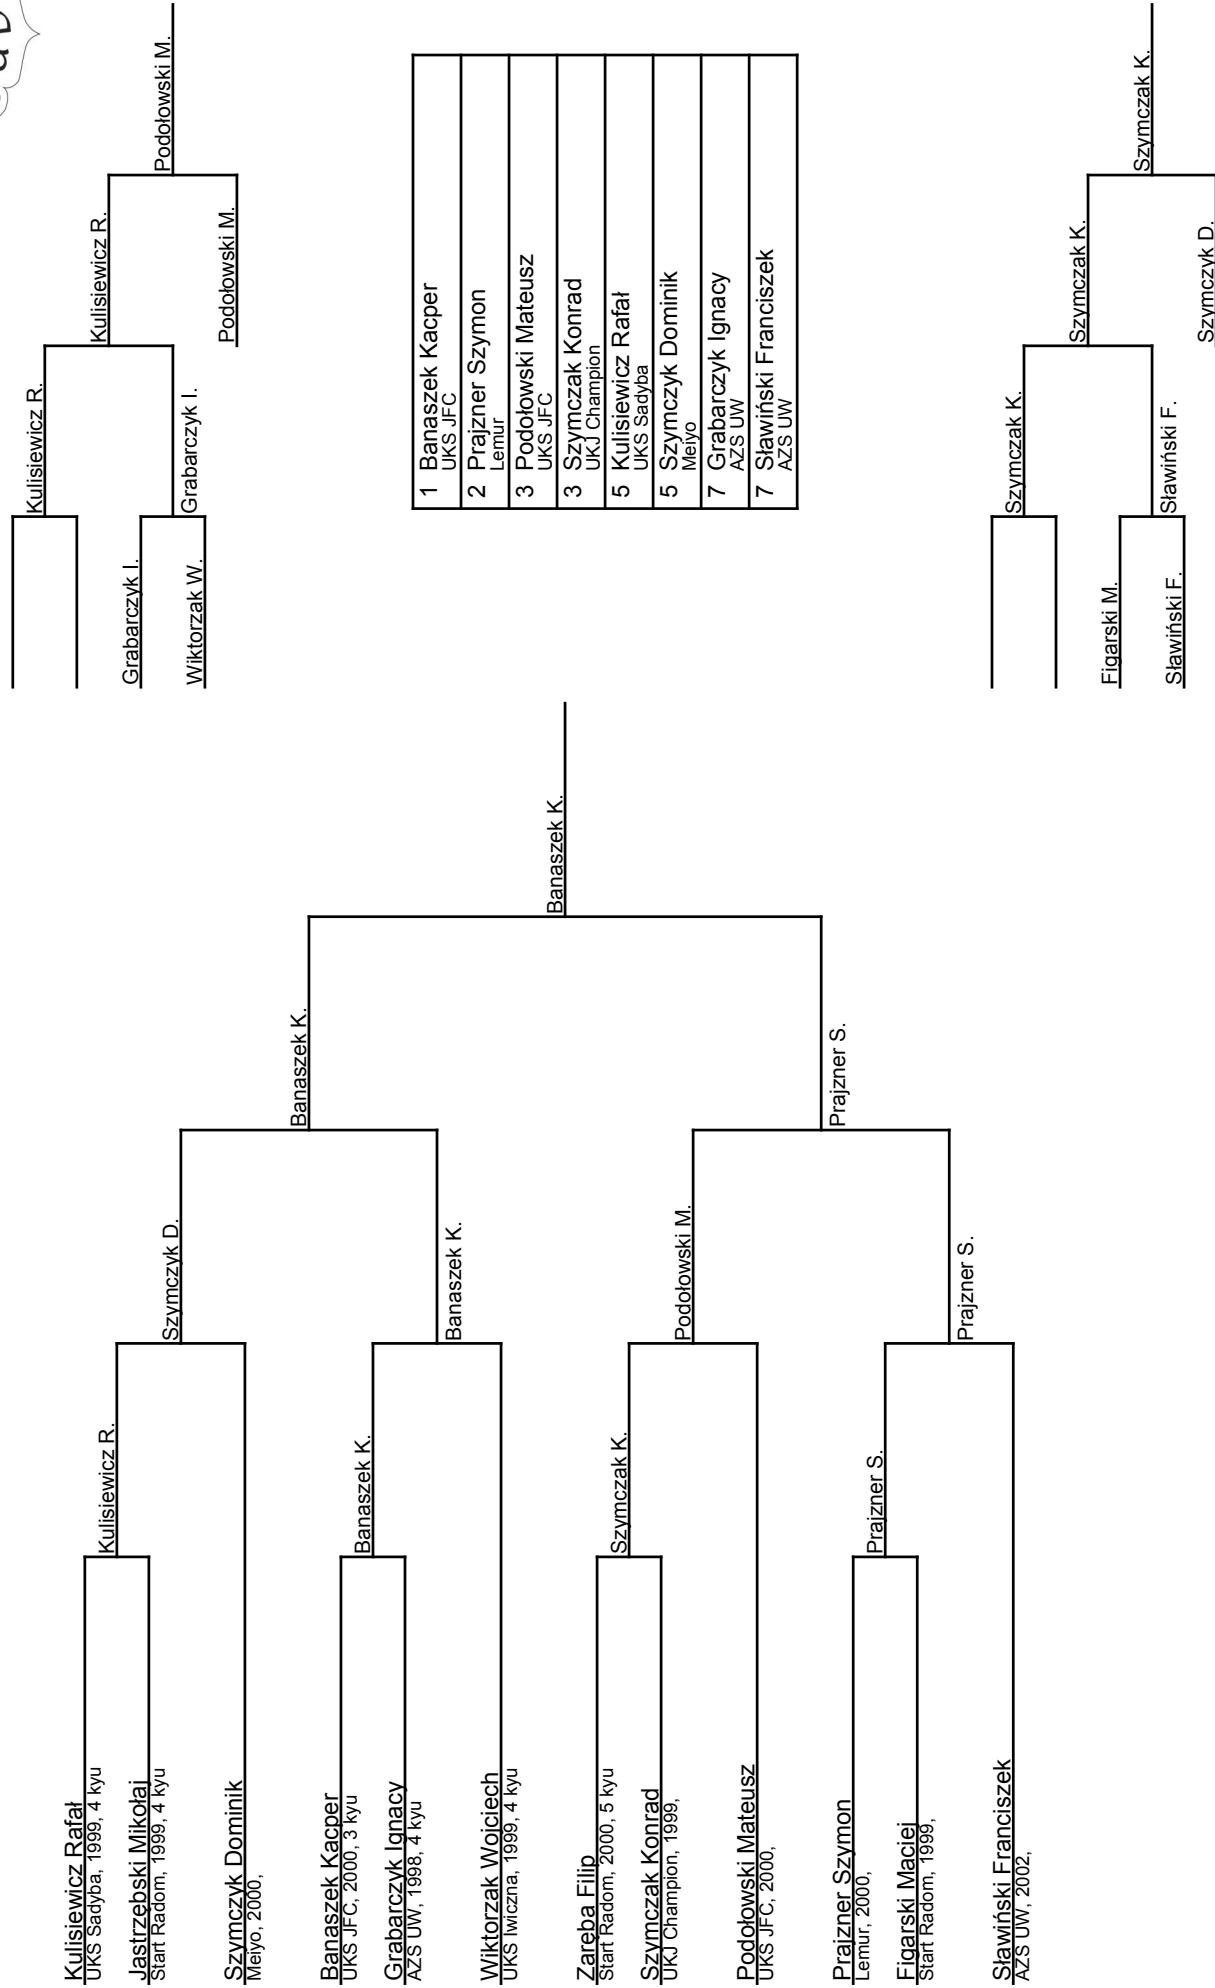 Kulisiewicz Rafał
UKS Sadyba, 1999, 4 kyu
Jastrzębski Mikołaj
Start Radom, 1999, 4 kyu
Szymczyk Dominik
Meiyo, 2000,
Banaszek Kacper
UKS JFC, 2000, 3 kyu
Grabarczyk Ignacy
AZS UW, 1998, 4 kyu
Wiktorzak Wojciech
UKS Iwiczna, 1999, 4 kyu
Zaręba Filip
Start Radom, 2000, 5 kyu
Szymczak Konrad
UKJ Champion, 1999,
Podołowski Mateusz
UKS JFC, 2000,
Prajzner Szymon
Lemur, 2000,
Figarski Maciej
Start Radom, 1999,
Sławiński Franciszek
AZS UW, 2002,
Kulisiewicz R.
Banaszek K.
Szymczak K.
Prajzner S.
Szymczyk D.
Banaszek K.
Podołowski M.
Prajzner S.
Banaszek K.
Prajzner S.
Banaszek K.
Grabarczyk I.
Wiktorzak W.
Kulisiewicz R.
Grabarczyk I.
Kulisiewicz R.
Podołowski M.
Podołowski M.
1 Banaszek Kacper
UKS JFC
2 Prajzner Szymon
Lemur
3 Podołowski Mateusz
UKS JFC
3 Szymczak Konrad
UKJ Champion
5 Kulisiewicz Rafał
UKS Sadyba
5 Szymczyk Dominik
Meiyo
7 Grabarczyk Ignacy
AZS UW
7 Sławiński Franciszek
AZS UW
Figarski M.
Sławiński F.
Szymczak K.
Sławiński F.
Szymczak K.
Szymczyk D.
Szymczak K.